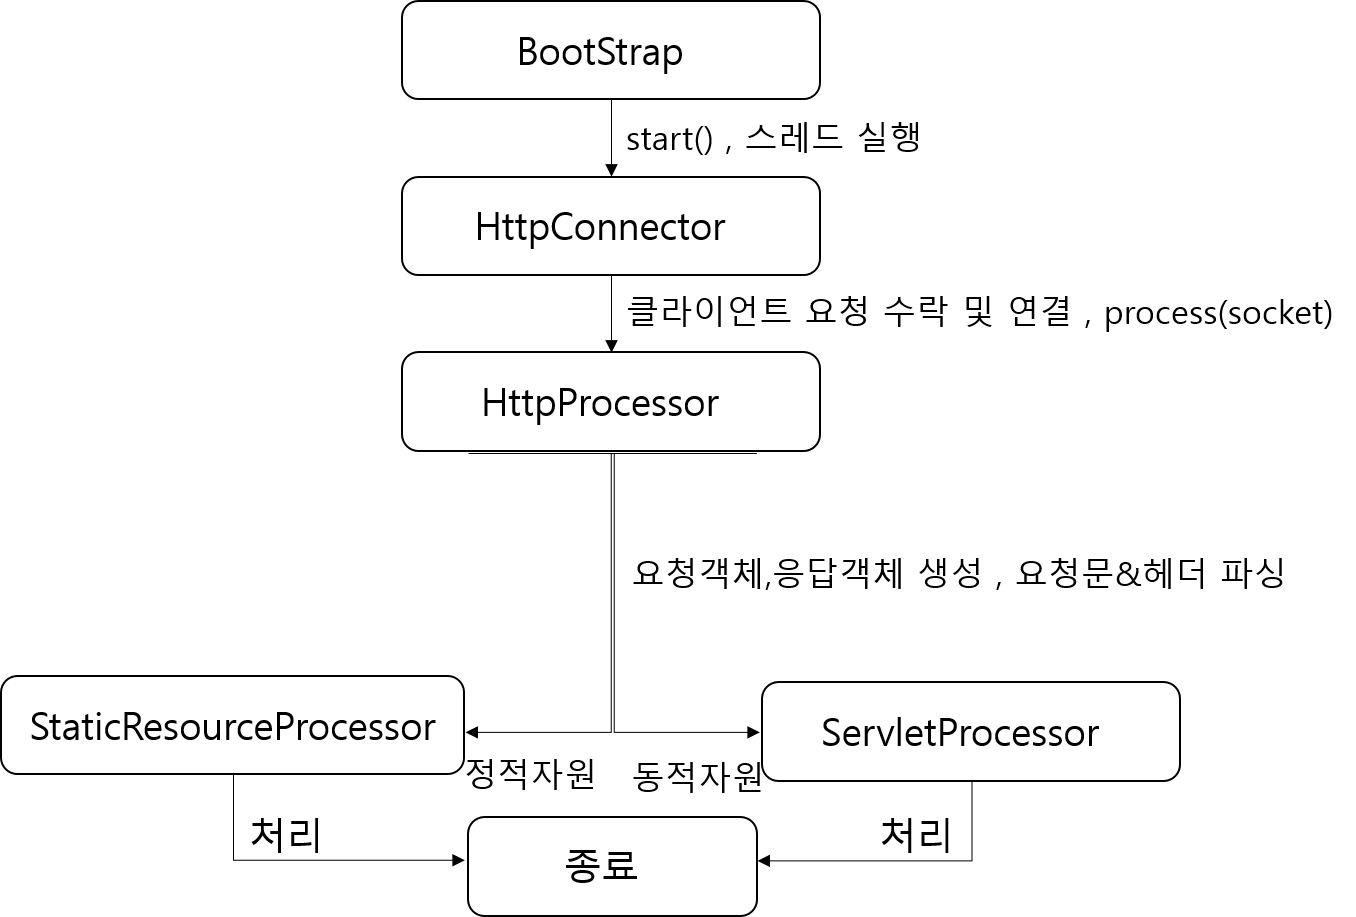 BootStrap
start() , 스레드 실행
HttpConnector
클라이언트 요청 수락 및 연결 , process(socket)
HttpProcessor
요청객체,응답객체 생성 , 요청문&헤더 파싱
StaticResourceProcessor
ServletProcessor
정적자원
동적자원
처리
처리
종료